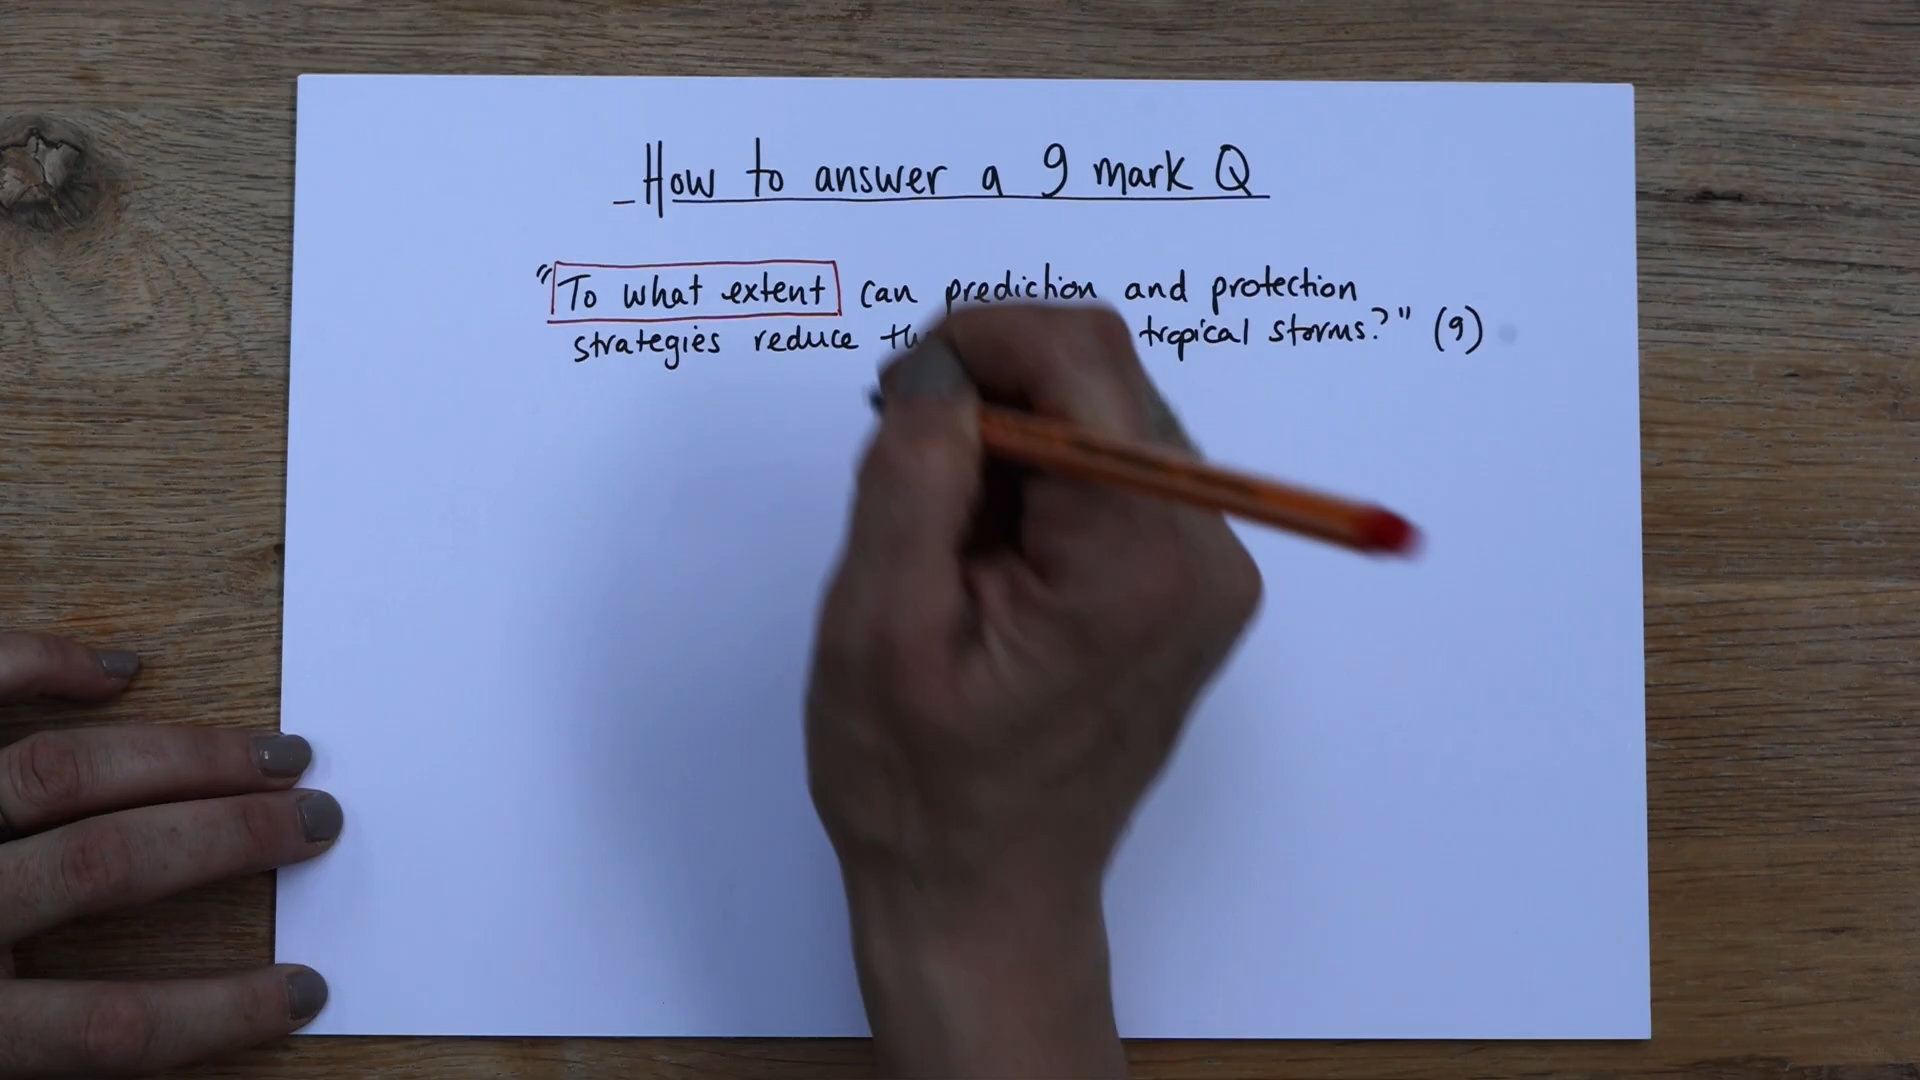 How to answer a 9 mark Q
"To what extent can prediction and protection
strategies reduce tropical storms?" (9)